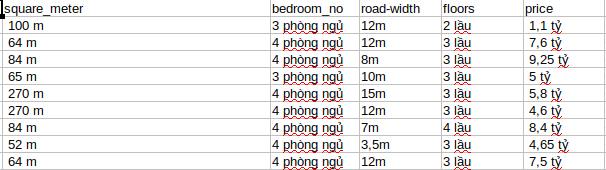 square_meter bedroom_no road-width floors price
100 m 3 phòng ngủ 12m 2 lầu 1,1 tỷ
64 m 4 phòng ngủ 12m 3 lầu 7,6 tỷ
84 m 4 phòng ngủ 8m 3 lầu 9,25 tỷ
65 m 3 phòng ngủ 10m 3 lầu 5 tỷ
270 m 4 phòng ngủ 15m 3 lầu 5,8 tỷ
270 m 4 phòng ngủ 12m 3 lầu 4,6 tỷ
84 m 4 phòng ngủ 7m 4 lầu 8,4 tỷ
52 m 4 phòng ngủ 3,5m 3 lầu 4,65 tỷ
64 m 4 phòng ngủ 12m 3 lầu 7,5 tỷ